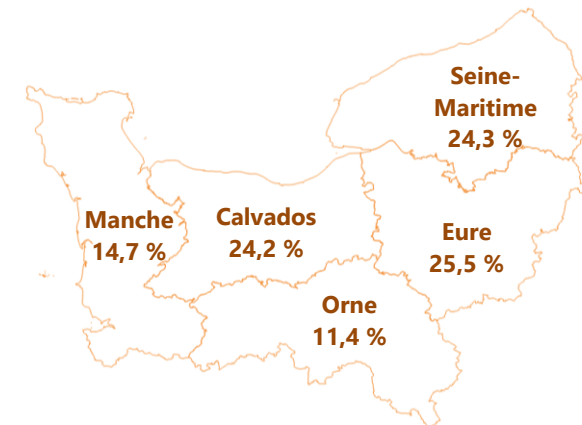 Seine-
Maritime
24,3 %
Manche
14,7 %
Calvados
24,2 %
Eure
25,5 %
Orne
11,4 %